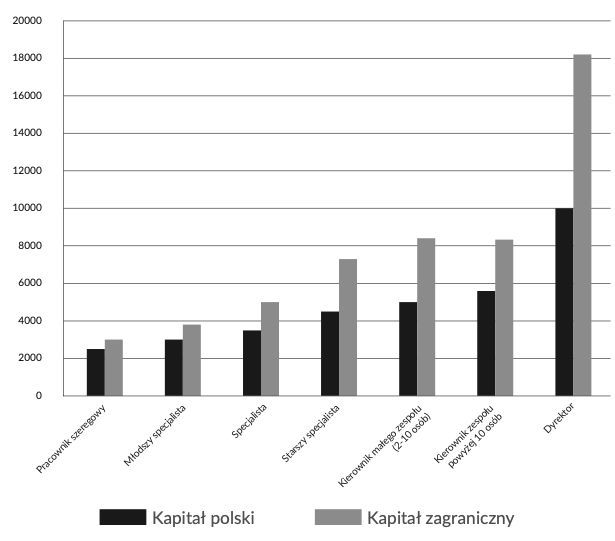 20000
18000
16000
14000
12000
10000
8000
6000
4000
2000
0
Pracownik szeregowy
Młodszy specjalista
Specjalista
Starszy specjalista
Kierownik małego zespołu
(2-10 osób)
Kierownik zespołu
powyżej 10 osób
Dyrektor
Kapitał polski
Kapitał zagraniczny